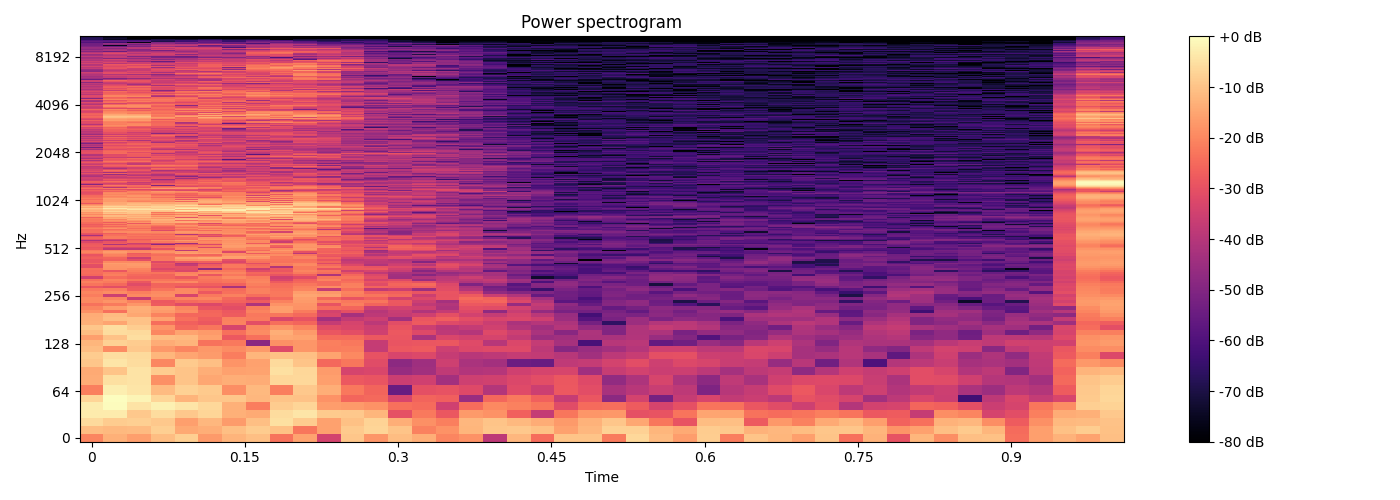 Power spectrogram
Hz
8192
4096
2048
1024
512
256
128
64
0
0 0.15 0.3 0.45 0.6 0.75 0.9
Time
+0 dB
-10 dB
-20 dB
-30 dB
-40 dB
-50 dB
-60 dB
-70 dB
-80 dB